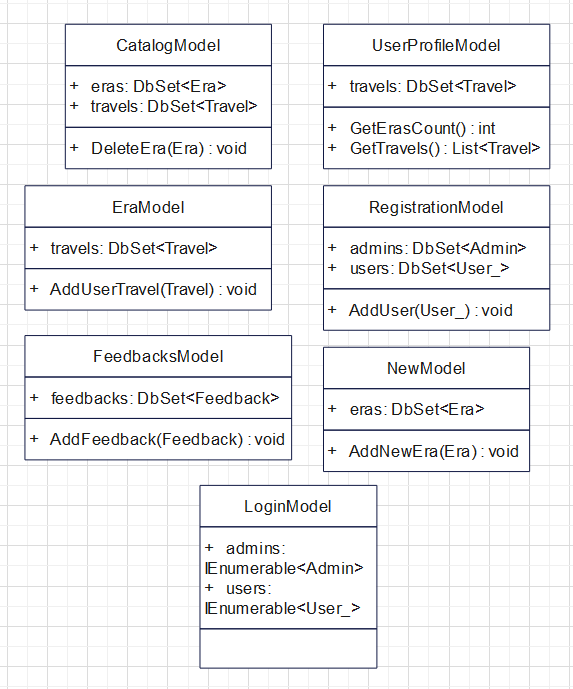 CatalogModel
+ eras: DbSet<Era>
+ travels: DbSet<Travel>
+ DeleteEra(Era) : void
UserProfileModel
+ travels: DbSet<Travel>
+ GetErasCount() : int
+ GetTravels() : List<Travel>
EraModel
+ travels: DbSet<Travel>
+ AddUserTravel(Travel) : void
RegistrationModel
+ admins: DbSet<Admin>
+ users: DbSet<User_>
+ AddUser(User_) : void
FeedbacksModel
+ feedbacks: DbSet<Feedback>
+ AddFeedback(Feedback) : void
NewModel
+ eras: DbSet<Era>
+ AddNewEra(Era) : void
LoginModel
+ admins:
IEnumerable<Admin>
+ users:
IEnumerable<User_>